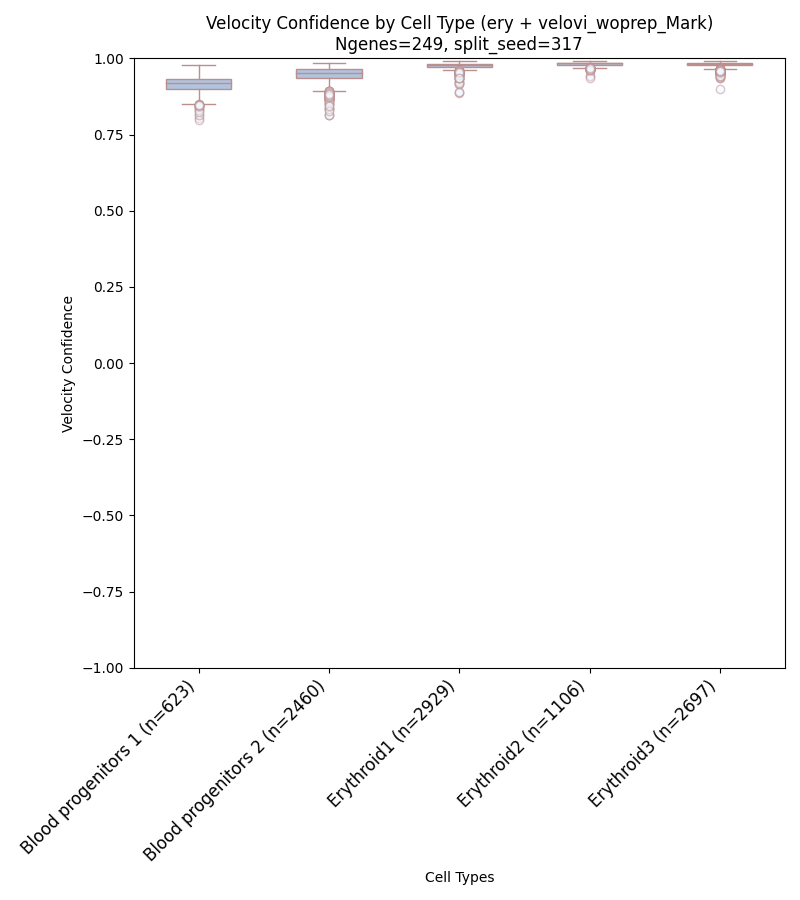 Velocity Confidence by Cell Type (ery + velovi_woprep_Mark)
Ngenes=249, split_seed=317
1.00
0.75
0.50
0.25
0.00
−0.25
−0.50
−0.75
−1.00
Velocity Confidence
Blood progenitors 1 (n=623)
Blood progenitors 2 (n=2460)
Erythroid1 (n=2929)
Erythroid2 (n=1106)
Erythroid3 (n=2697)
Cell Types